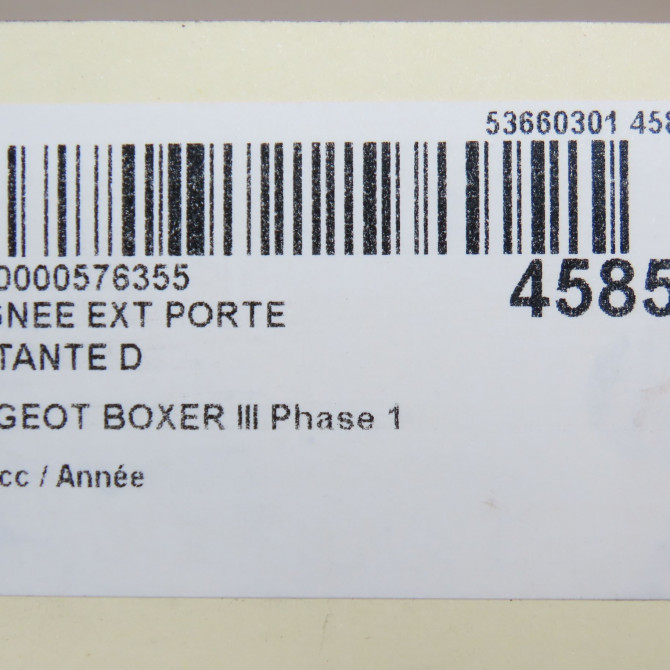 53660301 458
0000576355
4585
GNEE EXT PORTE
TANTE D
GEOT BOXER III Phase 1
cc / Année